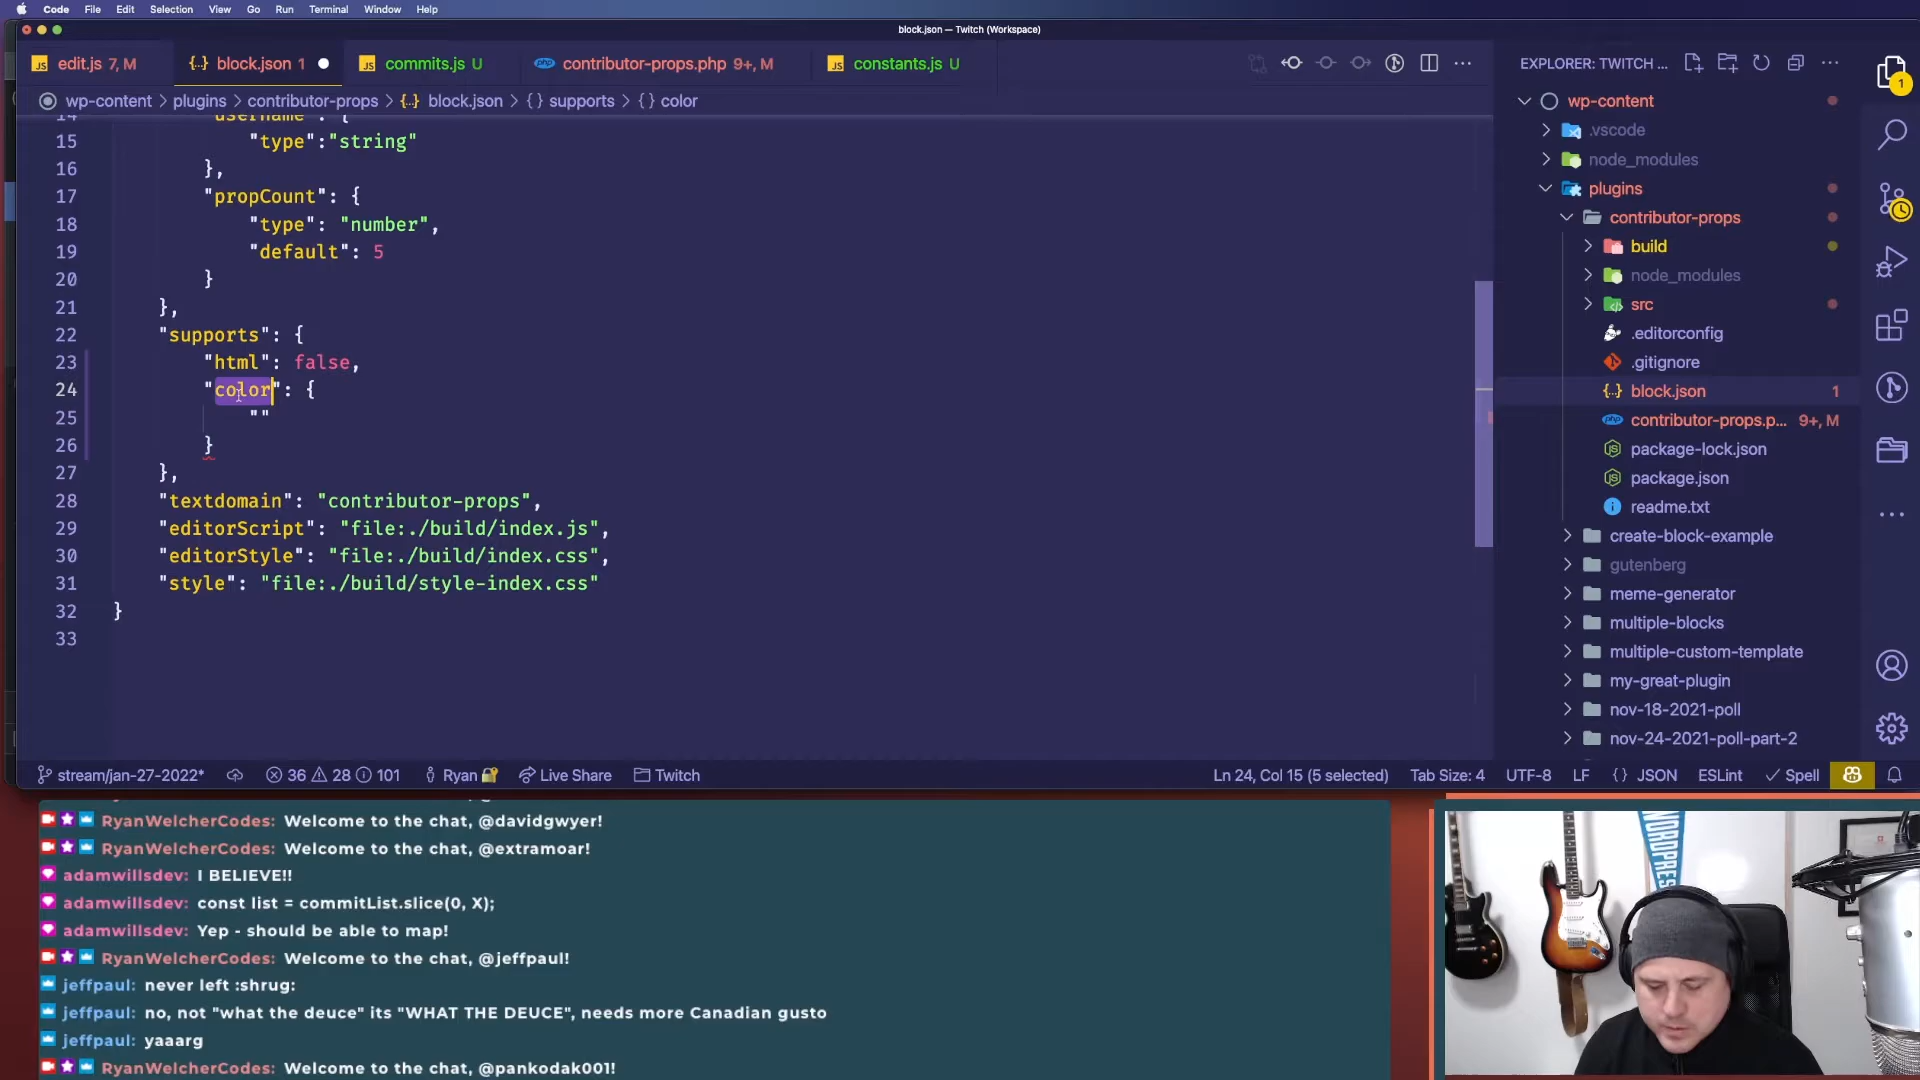 Code File Edit Selection View Go Run Terminal Window Help
block.json — Twitch (Workspace)
edit.js 7, M
block.json 1
commits.js U
contributor-props.php 9+, M
constants.js U
wp-content > plugins > contributor-props > {..} block.json > { } supports > { } color
14 "username": {
15 "type":"string"
16 },
17 "propCount": {
18 "type": "number",
19 "default": 5
20 }
21 },
22 "supports": {
23 "html": false,
24 "color": {
25 ""
26 }
27 },
28 "textdomain": "contributor-props",
29 "editorScript": "file:./build/index.js",
30 "editorStyle": "file:./build/index.css",
31 "style": "file:./build/style-index.css"
32 }
33
EXPLORER: TWITCH ...
wp-content
.vscode
node_modules
plugins
contributor-props
build
node_modules
src
.editorconfig
.gitignore
block.json 1
contributor-props.p... 9+, M
package-lock.json
package.json
readme.txt
create-block-example
gutenberg
meme-generator
multiple-blocks
multiple-custom-template
my-great-plugin
nov-18-2021-poll
nov-24-2021-poll-part-2
1
stream/jan-27-2022* 36 28 101 Ryan Live Share Twitch
Ln 24, Col 15 (5 selected) Tab Size: 4 UTF-8 LF { } JSON ESLint Spell
RyanWelcherCodes: Welcome to the chat, @davidgwyer!
RyanWelcherCodes: Welcome to the chat, @extramoar!
adamwillsdev: I BELIEVE!!
adamwillsdev: const list = commitList.slice(0, X);
adamwillsdev: Yep - should be able to map!
RyanWelcherCodes: Welcome to the chat, @jeffpaul!
jeffpaul: never left :shrug:
jeffpaul: no, not "what the deuce" its "WHAT THE DEUCE", needs more Canadian gusto
jeffpaul: yaaarg
RyanWelcherCodes: Welcome to the chat, @pankodak001!